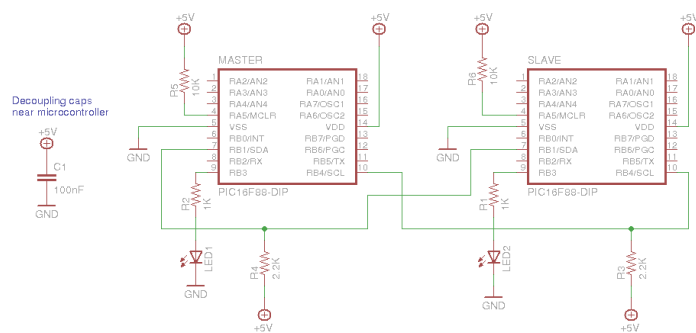 +5V
+5V
+5V
+5V
MASTER
SLAVE
R5
10K
R6
10K
1 RA2/AN2 RA1/AN1 18
2 RA3/AN3 RA0/AN0 17
3 RA4/AN4 RA7/OSC1 16
4 RA5/MCLR RA6/OSC2 15
5 VSS VDD 14
6 RB0/INT RB7/PGD 13
7 RB1/SDA RB6/PGC 12
8 RB2/RX RB5/TX 11
9 RB3 RB4/SCL 10
PIC16F88-DIP
1 RA2/AN2 RA1/AN1 18
2 RA3/AN3 RA0/AN0 17
3 RA4/AN4 RA7/OSC1 16
4 RA5/MCLR RA6/OSC2 15
5 VSS VDD 14
6 RB0/INT RB7/PGD 13
7 RB1/SDA RB6/PGC 12
8 RB2/RX RB5/TX 11
9 RB3 RB4/SCL 10
PIC16F88-DIP
Decoupling caps
near microcontroller
+5V
C1
100nF
GND
GND
GND
R2
1K
R1
1K
LED1
LED2
R4
2.2K
R3
2.2K
GND
GND
+5V
+5V